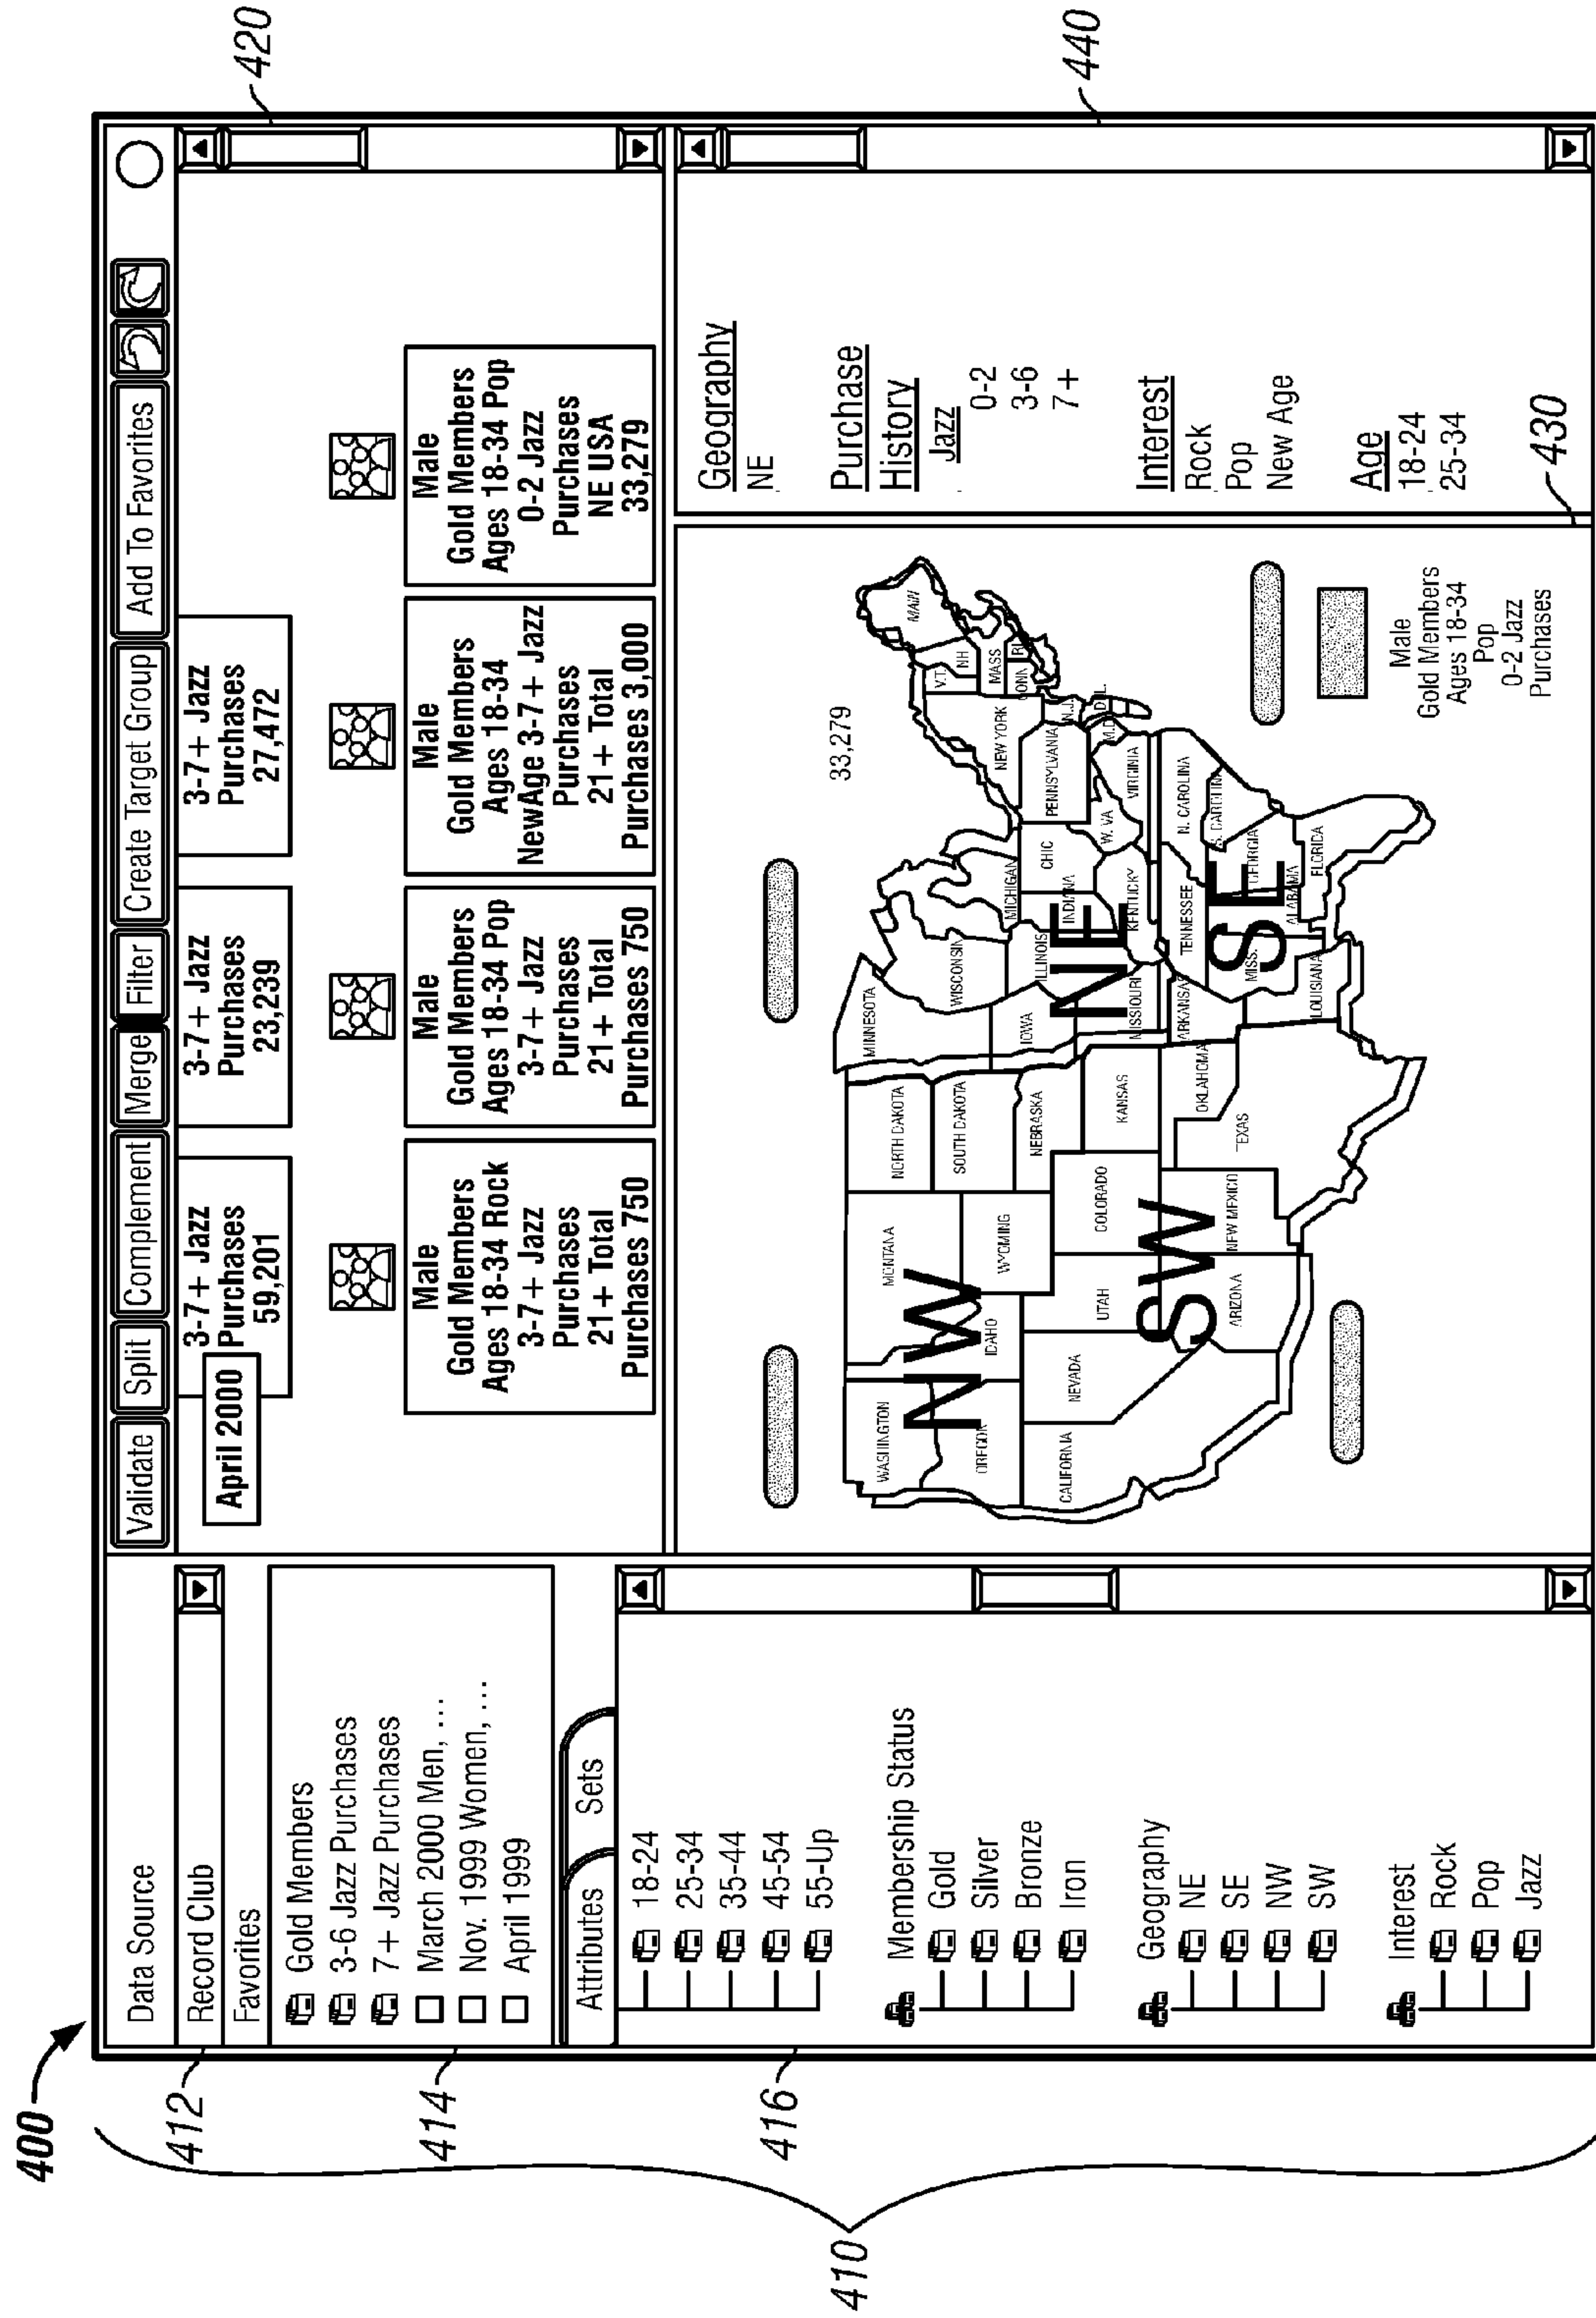 400
Data Source
Validate
Split
Complement
Merge
Filter
Create Target Group
Add To Favorites
412
Record Club
Favorites
414
Gold Members
3-6 Jazz Purchases
7+ Jazz Purchases
March 2000 Men, ...
Nov. 1999 Women, ...
April 1999
Attributes
Sets
416
18-24
25-34
35-44
45-54
55-Up
Membership Status
Gold
Silver
Bronze
Iron
Geography
NE
SE
NW
SW
Interest
Rock
Pop
Jazz
410
420
3-7+ Jazz
Purchases
59,201
April 2000
3-7+ Jazz
Purchases
23,239
3-7+ Jazz
Purchases
27,472
Male
Gold Members
Ages 18-34 Rock
3-7+ Jazz
Purchases
21+ Total
Purchases 750
Male
Gold Members
Ages 18-34 Pop
3-7+ Jazz
Purchases
21+ Total
Purchases 750
Male
Gold Members
Ages 18-34
NewAge 3-7+ Jazz
Purchases
21+ Total
Purchases 3,000
Male
Gold Members
Ages 18-34 Pop
0-2 Jazz
Purchases
NE USA
33,279
33,279
WASHINGTON
OREGON
CALIFORNIA
NEVADA
IDAHO
MONTANA
WYOMING
UTAH
COLORADO
ARIZONA
NEW MEXICO
NORTH DAKOTA
SOUTH DAKOTA
NEBRASKA
KANSAS
OKLAHOMA
TEXAS
MINNESOTA
IOWA
MISSOURI
ARKANSAS
LOUISIANA
WISCONSIN
ILLINOIS
MICHIGAN
INDIANA
CHIC
KENTUCKY
TENNESSEE
MISS.
ALABAMA
GEORGIA
FLORIDA
S. CAROLINA
N. CAROLINA
VIRGINIA
W. VA
PENNSYLVANIA
NEW YORK
V.T.
NH
MAIN
MASS
CONN
RI
N.J.
M.D.
DL.
NW
NE
SW
SE
Male
Gold Members
Ages 18-34
Pop
0-2 Jazz
Purchases
430
Geography
NE
Purchase
History
Jazz
0-2
3-6
7+
Interest
Rock
Pop
New Age
Age
18-24
25-34
440